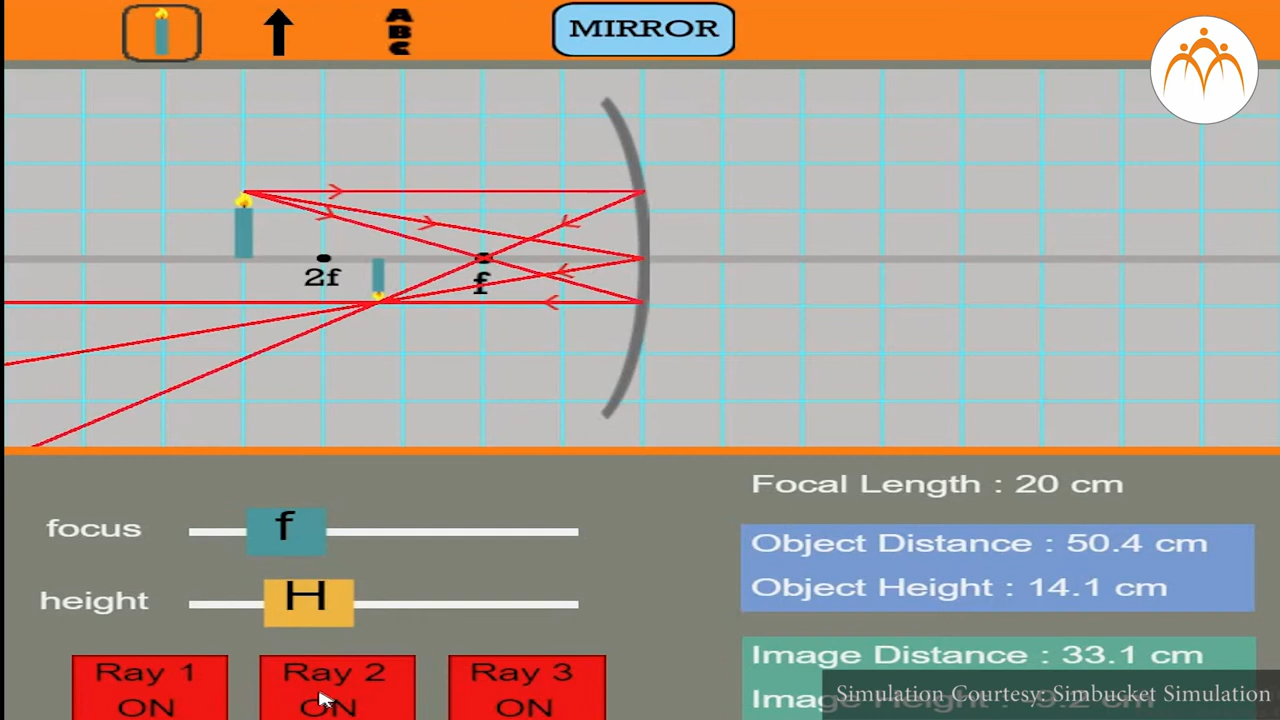 A
B
C
MIRROR
2f
f
Focal Length : 20 cm
focus
f
Object Distance : 50.4 cm
Object Height : 14.1 cm
height
H
Ray 1
ON
Ray 2
ON
Ray 3
ON
Image Distance : 33.1 cm
Simulation Courtesy: Simbucket Simulation